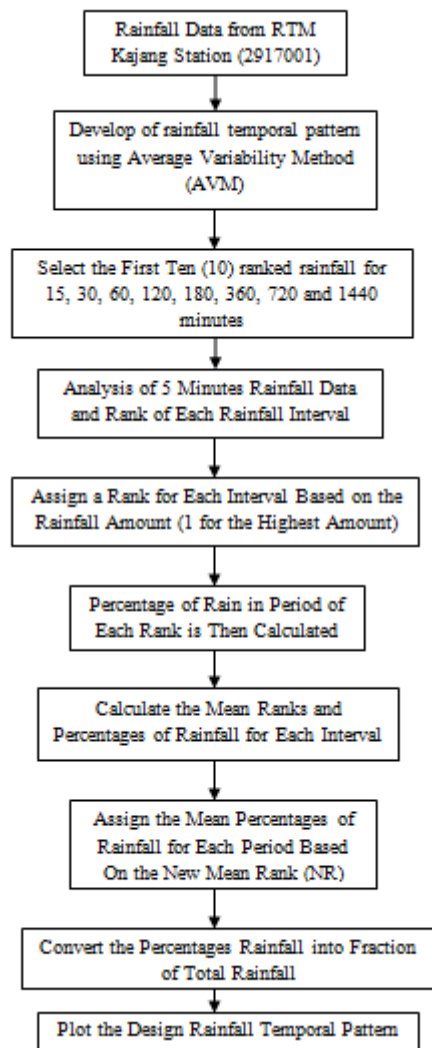 Rainfall Data from RTM
Kajang Station (2917001)
Develop of rainfall temporal pattern
using Average Variability Method
(AVM)
Select the First Ten (10) ranked rainfall for
15, 30, 60, 120, 180, 360, 720 and 1440
minutes
Analysis of 5 Minutes Rainfall Data
and Rank of Each Rainfall Interval
Assign a Rank for Each Interval Based on the
Rainfall Amount (1 for the Highest Amount)
Percentage of Rain in Period of
Each Rank is Then Calculated
Calculate the Mean Ranks and
Percentages of Rainfall for Each Interval
Assign the Mean Percentages of
Rainfall for Each Period Based
On the New Mean Rank (NR)
Convert the Percentages Rainfall into Fraction
of Total Rainfall
Plot the Design Rainfall Temporal Pattern